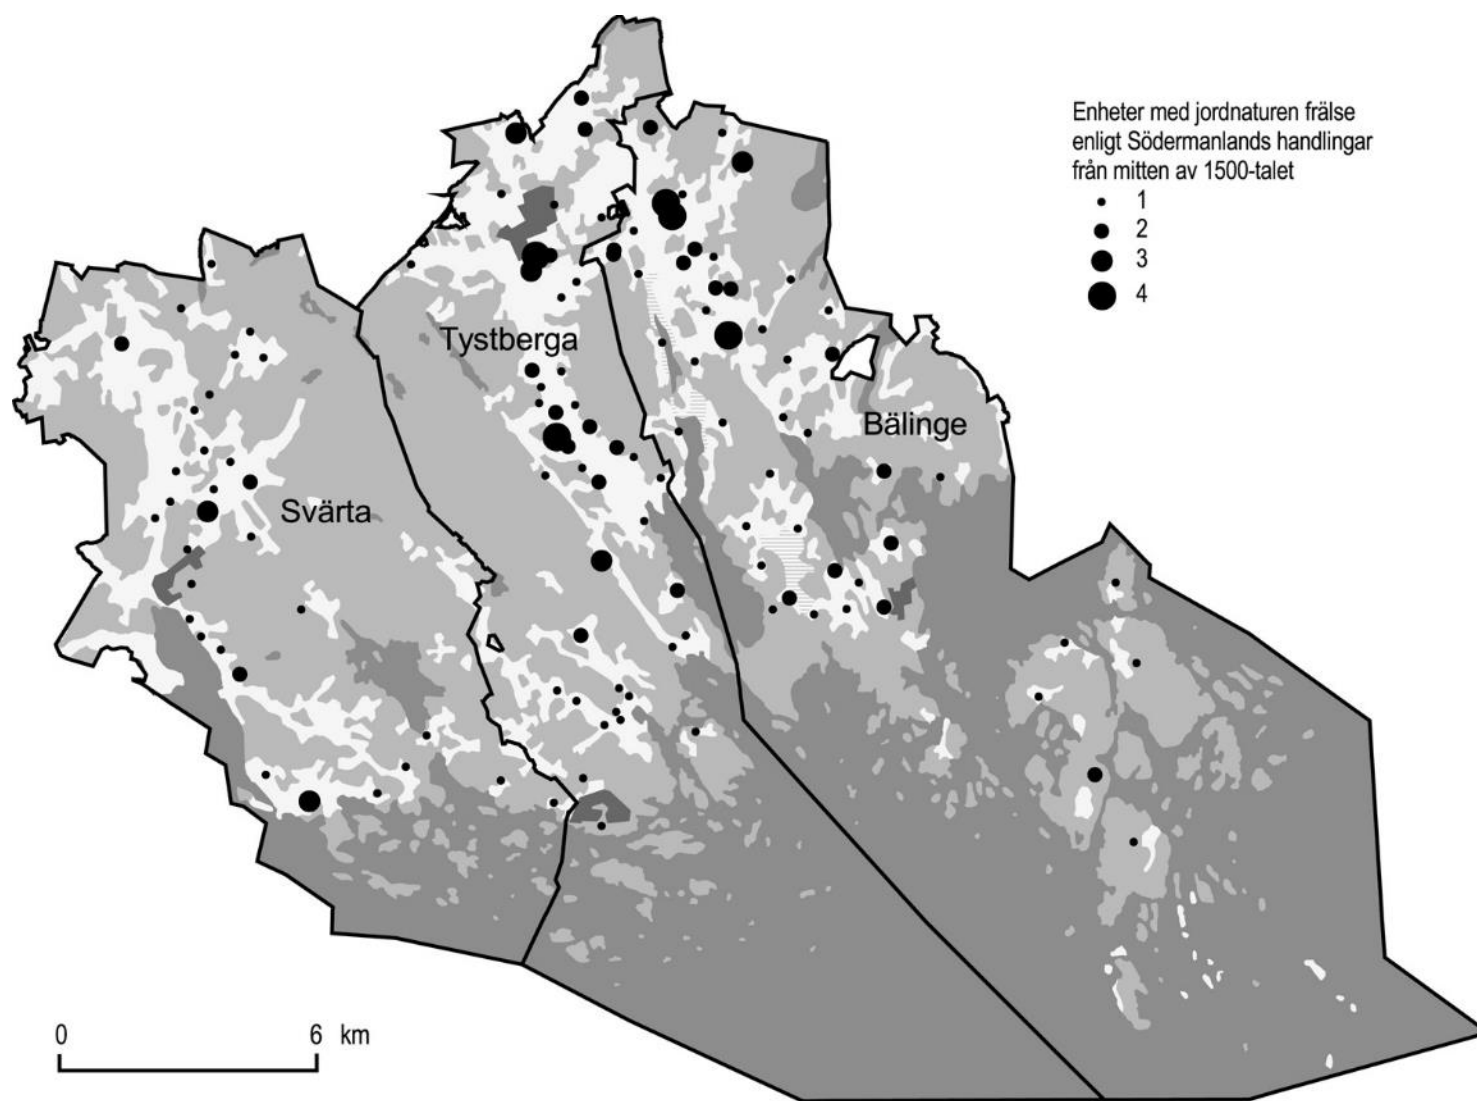 Enheter med jordnaturen frälse
enligt Södermanlands handlingar
från mitten av 1500-talet
1
2
3
4
Tystberga
Bälinge
Svärta
0 6 km